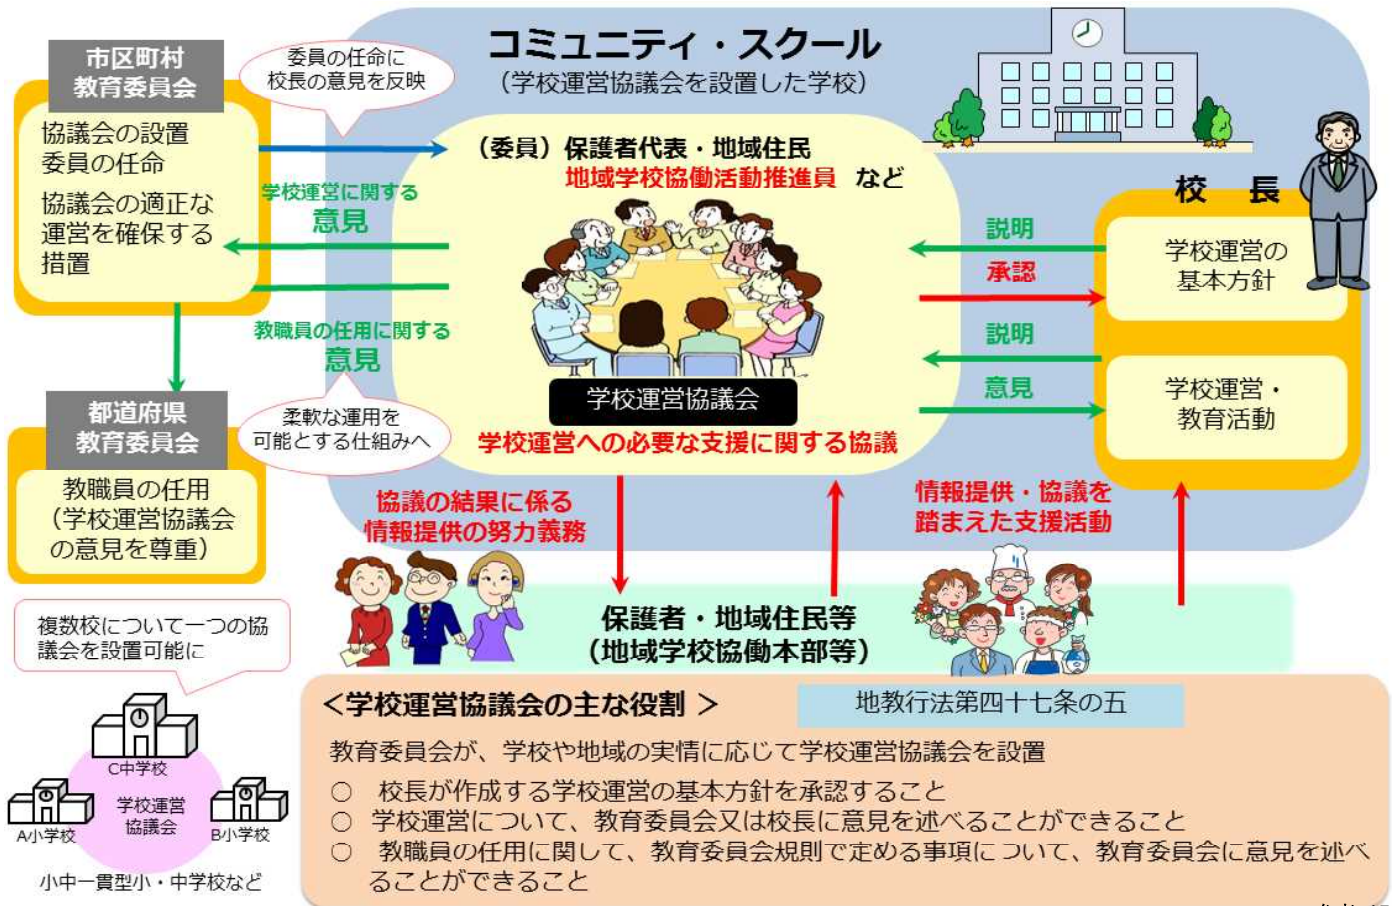 コミュニティ・スクール
（学校運営協議会を設置した学校）
市区町村
教育委員会
協議会の設置
委員の任命
協議会の適正な
運営を確保する
措置
委員の任命に
校長の意見を反映
（委員）保護者代表・地域住民
地域学校協働活動推進員 など
学校運営に関する
意見
教職員の任用に関する
意見
柔軟な運用を
可能とする仕組みへ
学校運営協議会
学校運営への必要な支援に関する協議
校 長
学校運営の
基本方針
説明
承認
説明
意見
学校運営・
教育活動
都道府県
教育委員会
教職員の任用
（学校運営協議会
の意見を尊重）
協議の結果に係る
情報提供の努力義務
情報提供・協議を
踏まえた支援活動
保護者・地域住民等
（地域学校協働本部等）
複数校について一つの協
議会を設置可能に
C中学校
学校運営
協議会
A小学校
B小学校
小中一貫型小・中学校など
＜学校運営協議会の主な役割 ＞
地教行法第四十七条の五
教育委員会が、学校や地域の実情に応じて学校運営協議会を設置
○ 校長が作成する学校運営の基本方針を承認すること
○ 学校運営について、教育委員会又は校長に意見を述べることができること
○ 教職員の任用に関して、教育委員会規則で定める事項について、教育委員会に意見を述べ
ることができること